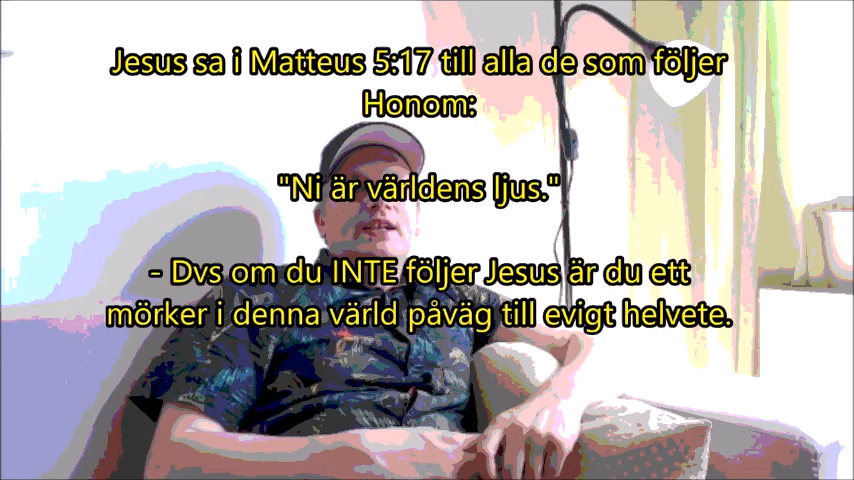 Jesus sa i Matteus 5:17 till alla de som följer
Honom:
"Ni är världens ljus."
- Dvs om du INTE följer Jesus är du ett
mörker i denna värld påväg till evigt helvete.